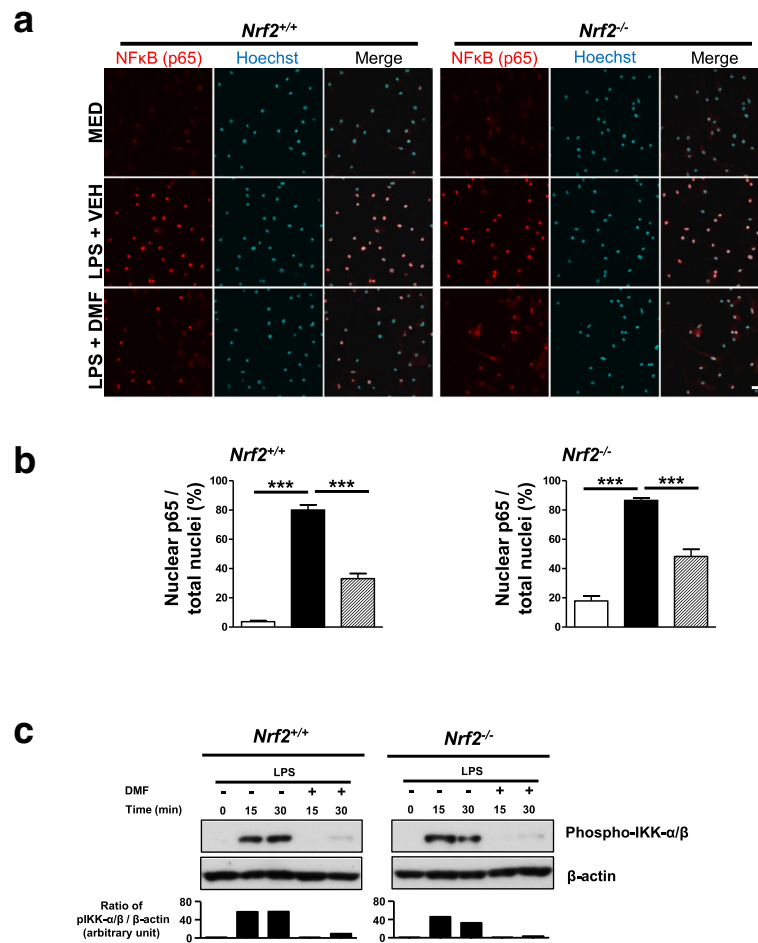 a
Nrf2+/+ Nrf2-/-
NFκB (p65) Hoechst Merge NFκB (p65) Hoechst Merge
MED
LPS + VEH
LPS + DMF
b
Nrf2+/+ Nrf2-/-
Nuclear p65 /
total nuclei (%)
100
80
60
40
20
0
*** ***
Nuclear p65 /
total nuclei (%)
100
80
60
40
20
0
*** ***
c
Nrf2+/+ Nrf2-/-
LPS LPS
DMF - - - + + - - - + +
Time (min) 0 15 30 15 30 0 15 30 15 30
Phospho-IKK-α/β
β-actin
Ratio of
pIKK-α/β / β-actin
(arbitrary unit)
80
40
0
80
40
0